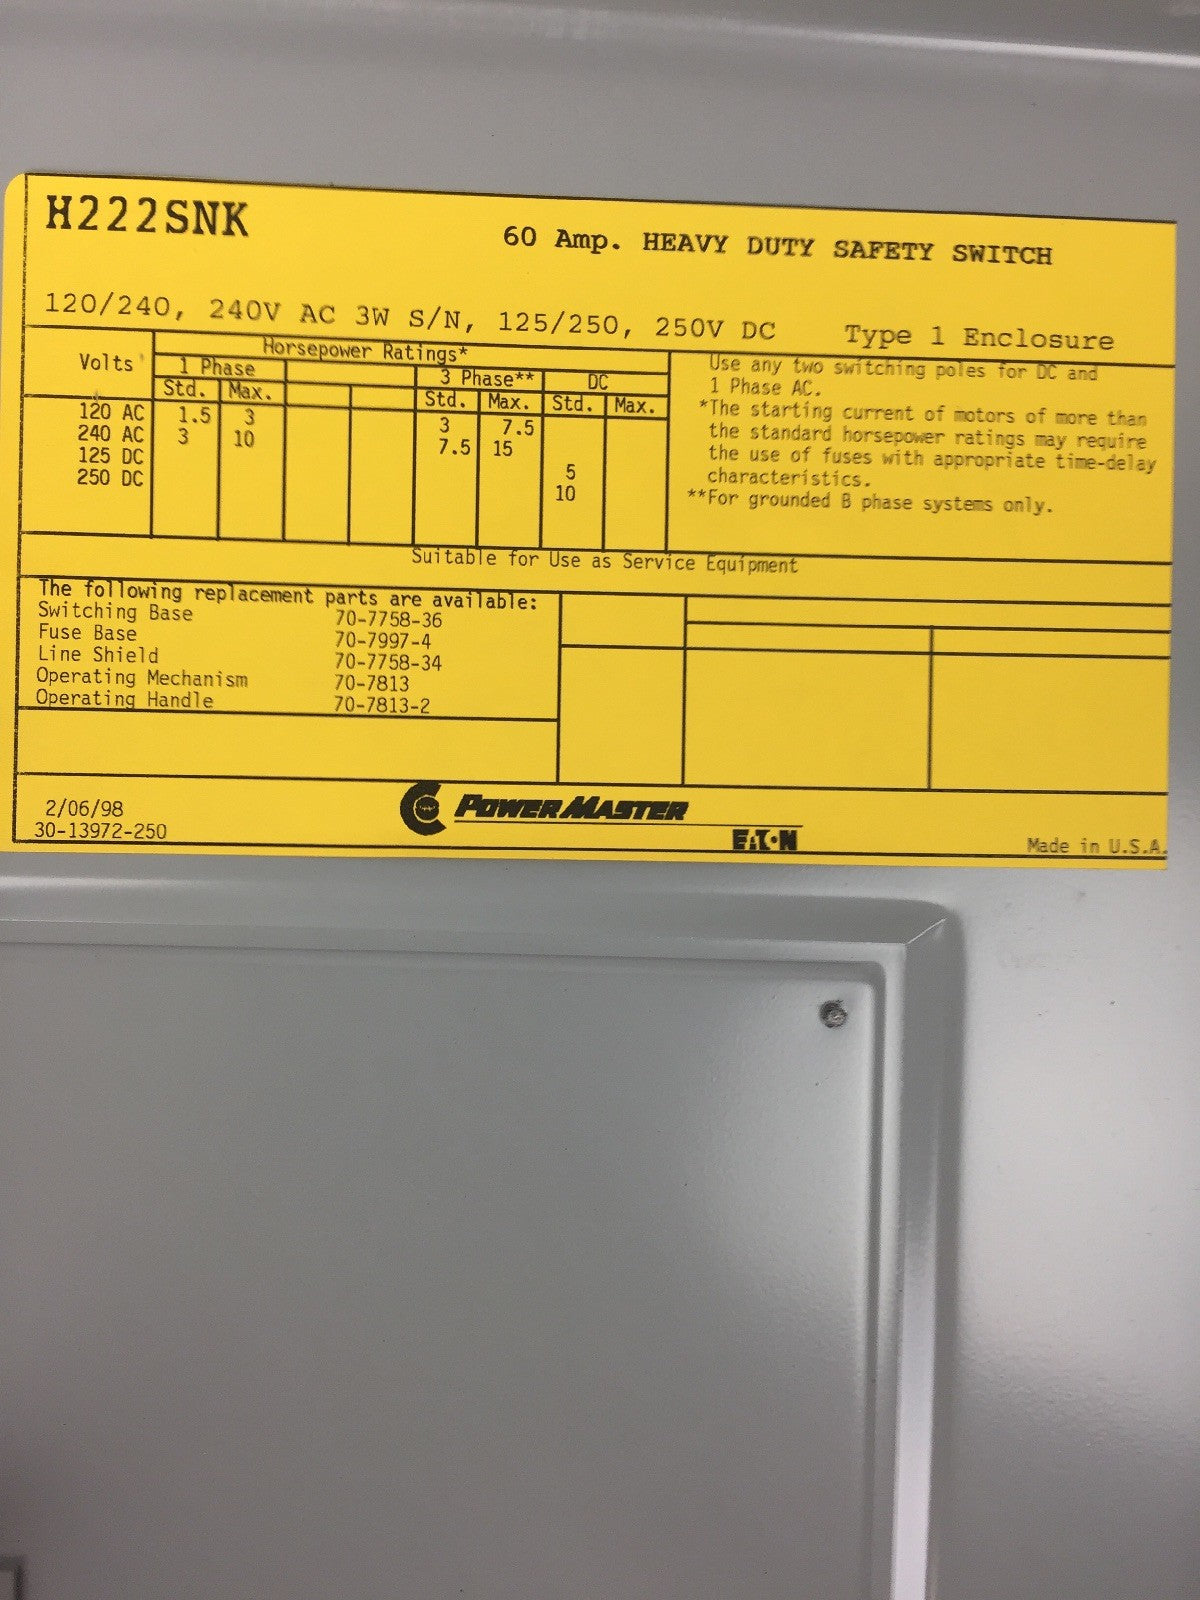 H222SNK
60 Amp. HEAVY DUTY SAFETY SWITCH
120/240, 240V AC 3W S/N, 125/250, 250V DC Type 1 Enclosure
Volts
Horsepower Ratings*
1 Phase 3 Phase** DC
Std. Max. Std. Max. Std. Max.
120 AC 1.5 3 3 7.5
240 AC 3 10 7.5 15
125 DC 5
250 DC 10
Use any two switching poles for DC and
1 Phase AC.
*The starting current of motors of more than
the standard horsepower ratings may require
the use of fuses with appropriate time-delay
characteristics.
**For grounded B phase systems only.
Suitable for Use as Service Equipment
The following replacement parts are available:
Switching Base 70-7758-36
Fuse Base 70-7997-4
Line Shield 70-7758-34
Operating Mechanism 70-7813
Operating Handle 70-7813-2
2/06/98
30-13972-250
POWER MASTER
EATON
Made in U.S.A.